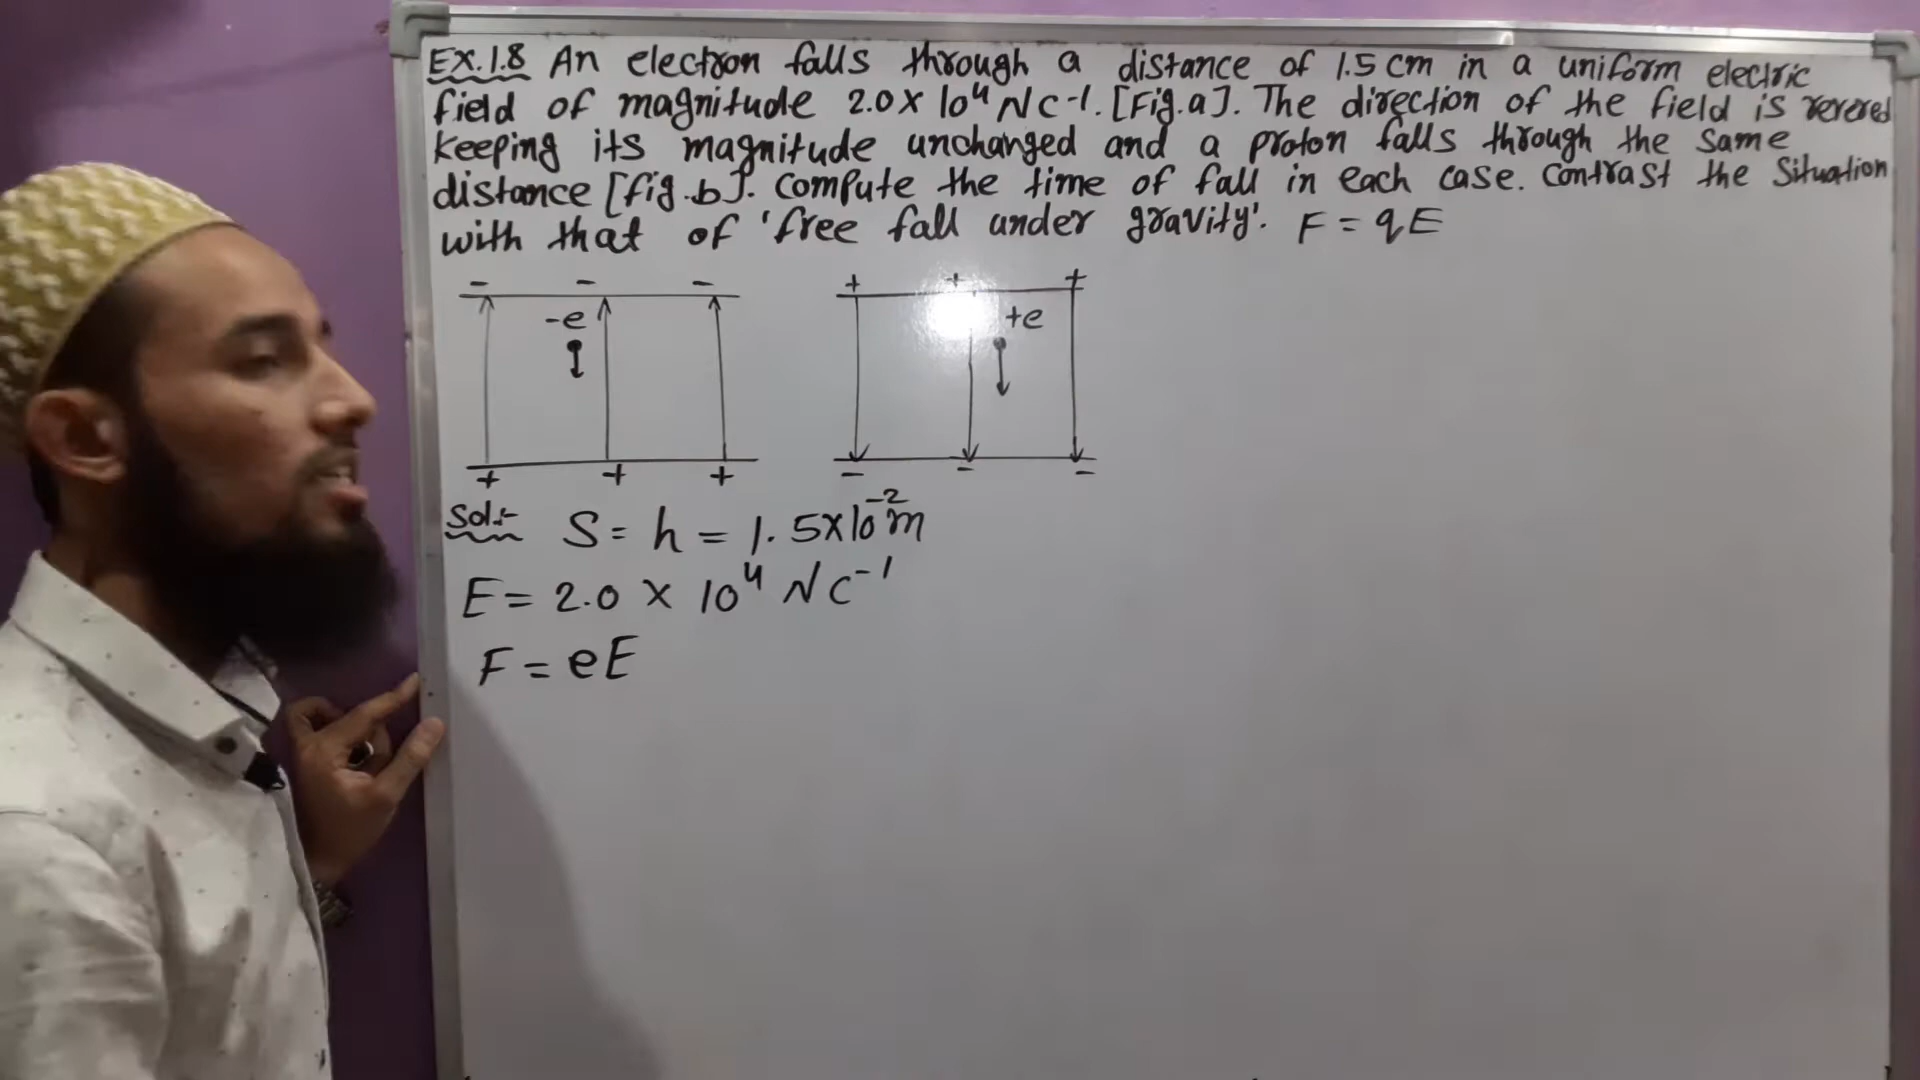 EX.1.8 An electron falls through a distance of 1.5 cm in a uniform electric
field of magnitude 2.0 × 10⁴ N C⁻¹. [Fig.a]. The direction of the field is revered
keeping its magnitude unchanged and a proton falls through the same
distance [fig.b]. Compute the time of fall in each case. Contrast the Situation
with that of 'free fall under gravity'. F = qE
- - - + + +
-e +e
+ + + - - -
Sol:- S = h = 1.5×10⁻²m
E = 2.0 × 10⁴ N C⁻¹
F = eE